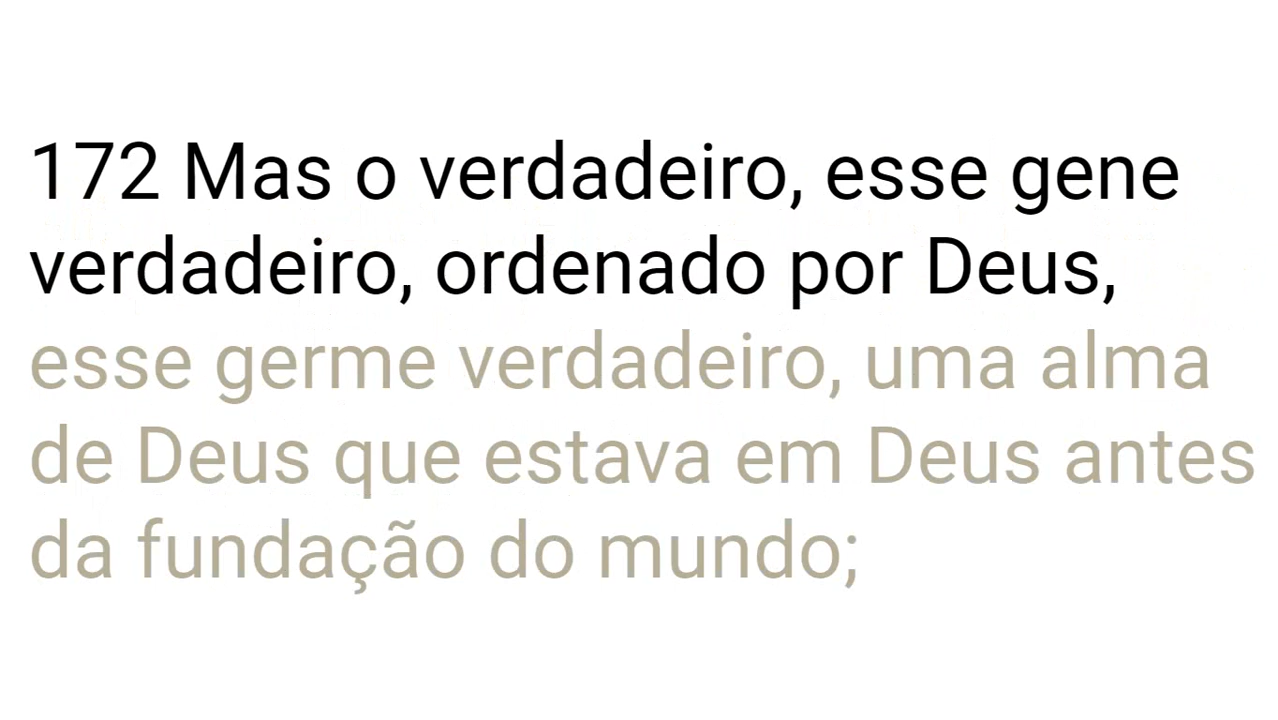 172 Mas o verdadeiro, esse gene
verdadeiro, ordenado por Deus,
esse germe verdadeiro, uma alma
de Deus que estava em Deus antes
da fundação do mundo;